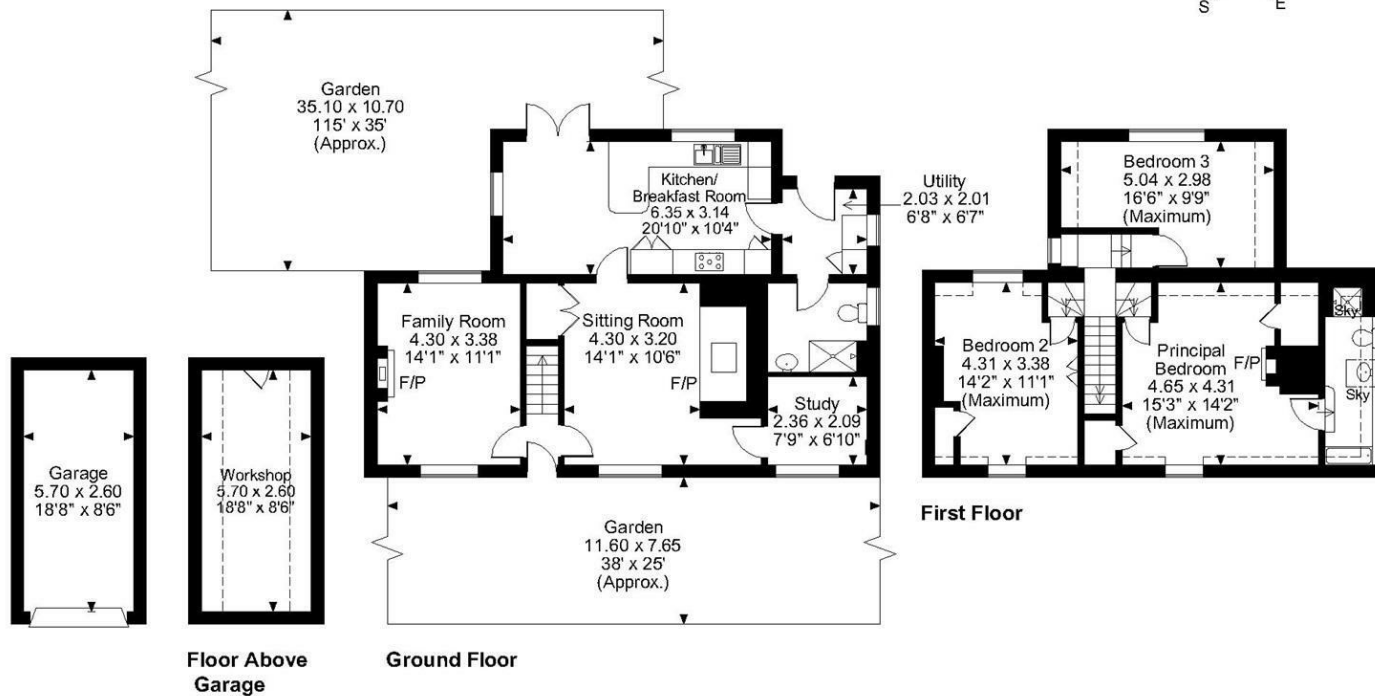 S
E
Garden
35.10 x 10.70
115' x 35'
(Approx.)
Kitchen/
Breakfast Room
6.35 x 3.14
20'10" x 10'4"
Utility
2.03 x 2.01
6'8" x 6'7"
Family Room
4.30 x 3.38
14'1" x 11'1"
F/P
Sitting Room
4.30 x 3.20
14'1" x 10'6"
F/P
Study
2.36 x 2.09
7'9" x 6'10"
Garden
11.60 x 7.65
38' x 25'
(Approx.)
Ground Floor
Garage
5.70 x 2.60
18'8" x 8'6"
Workshop
5.70 x 2.60
18'8" x 8'6"
Floor Above
Garage
Bedroom 3
5.04 x 2.98
16'6" x 9'9"
(Maximum)
Bedroom 2
4.31 x 3.38
14'2" x 11'1"
(Maximum)
Principal
Bedroom
4.65 x 4.31
15'3" x 14'2"
(Maximum)
F/P
Sky
Sky
First Floor